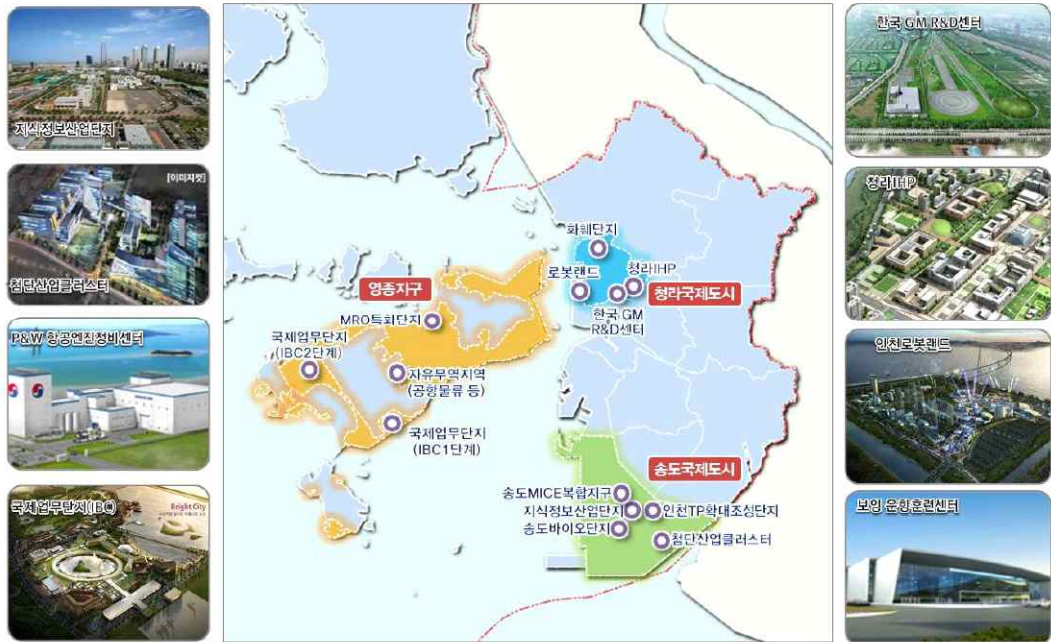 지식정보산업단지
[이미지컷]
첨단산업클러스터
P&W 항공엔진정비센터
국제업무단지(IBC)
Bright City
영종지구
MRO특화단지
국제업무단지
(IBC2단계)
자유무역지역
(공항물류 등)
국제업무단지
(IBC1단계)
화훼단지
로봇랜드
청라IHP
한국 GM
R&D센터
청라국제도시
송도국제도시
송도MICE복합지구
지식정보산업단지
인천TP확대조성단지
송도바이오단지
첨단산업클러스터
한국 GM R&D센터
청라IHP
인천로봇랜드
보잉 운항훈련센터